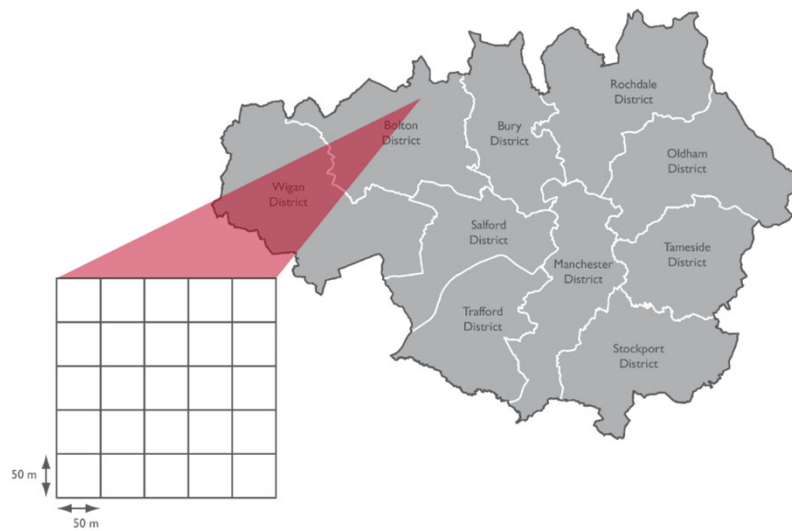 Rochdale
District
Bolton
District
Bury
District
Oldham
District
Wigan
District
Salford
District
Manchester
District
Tameside
District
Trafford
District
Stockport
District
50 m
50 m